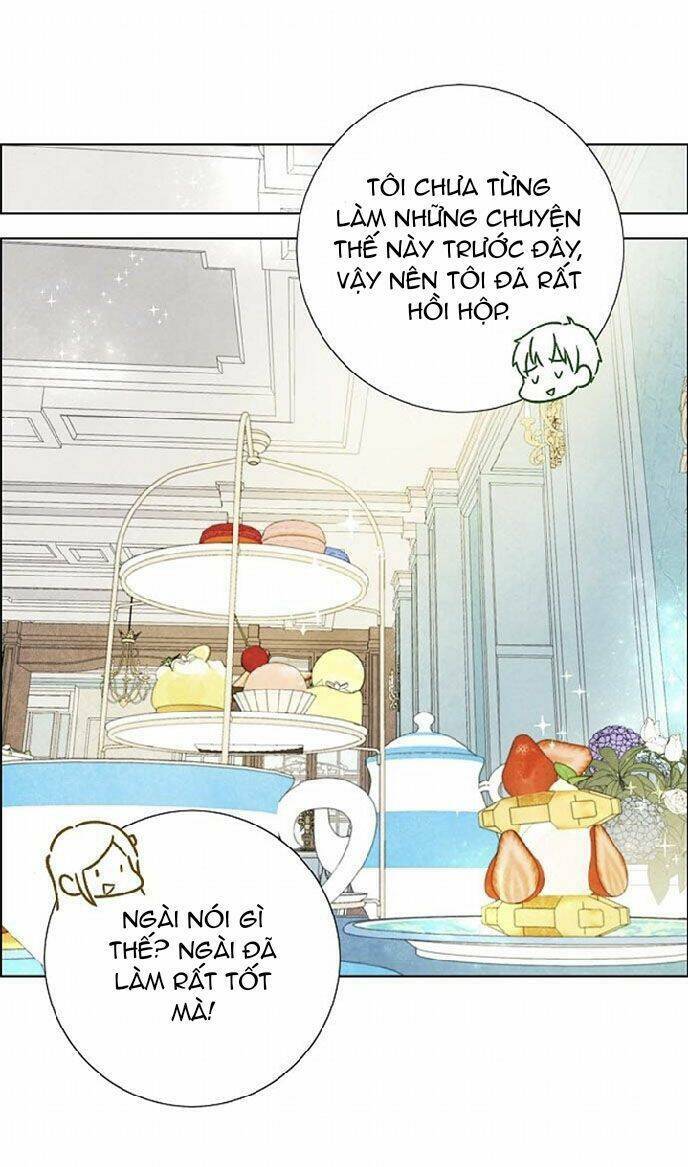 TÔI CHƯA TỪNG
LÀM NHỮNG CHUYỆN
THẾ NÀY TRƯỚC ĐÂY,
VẬY NÊN TÔI ĐÃ RẤT
HỒI HỘP.
NGÀI NÓI GÌ
THẾ? NGÀI ĐÃ
LÀM RẤT TỐT
MÀ!